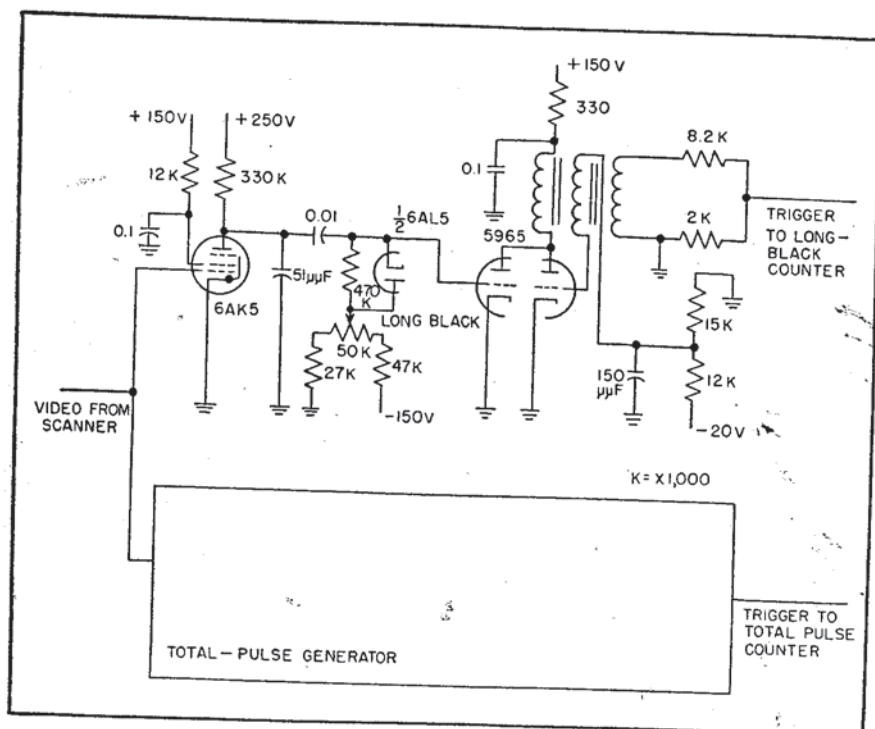 +150V
330
+150V
+250V
12K
330K
0.1
8.2K
0.1
0.01
½6AL5
5965
TRIGGER
TO LONG-
BLACK
COUNTER
2K
51μμF
470
K
6AK5
LONG BLACK
15K
50K
27K
47K
150
μμF
12K
VIDEO FROM
SCANNER
-150V
-20V
K= X1,000
TOTAL-PULSE GENERATOR
TRIGGER TO
TOTAL PULSE
COUNTER